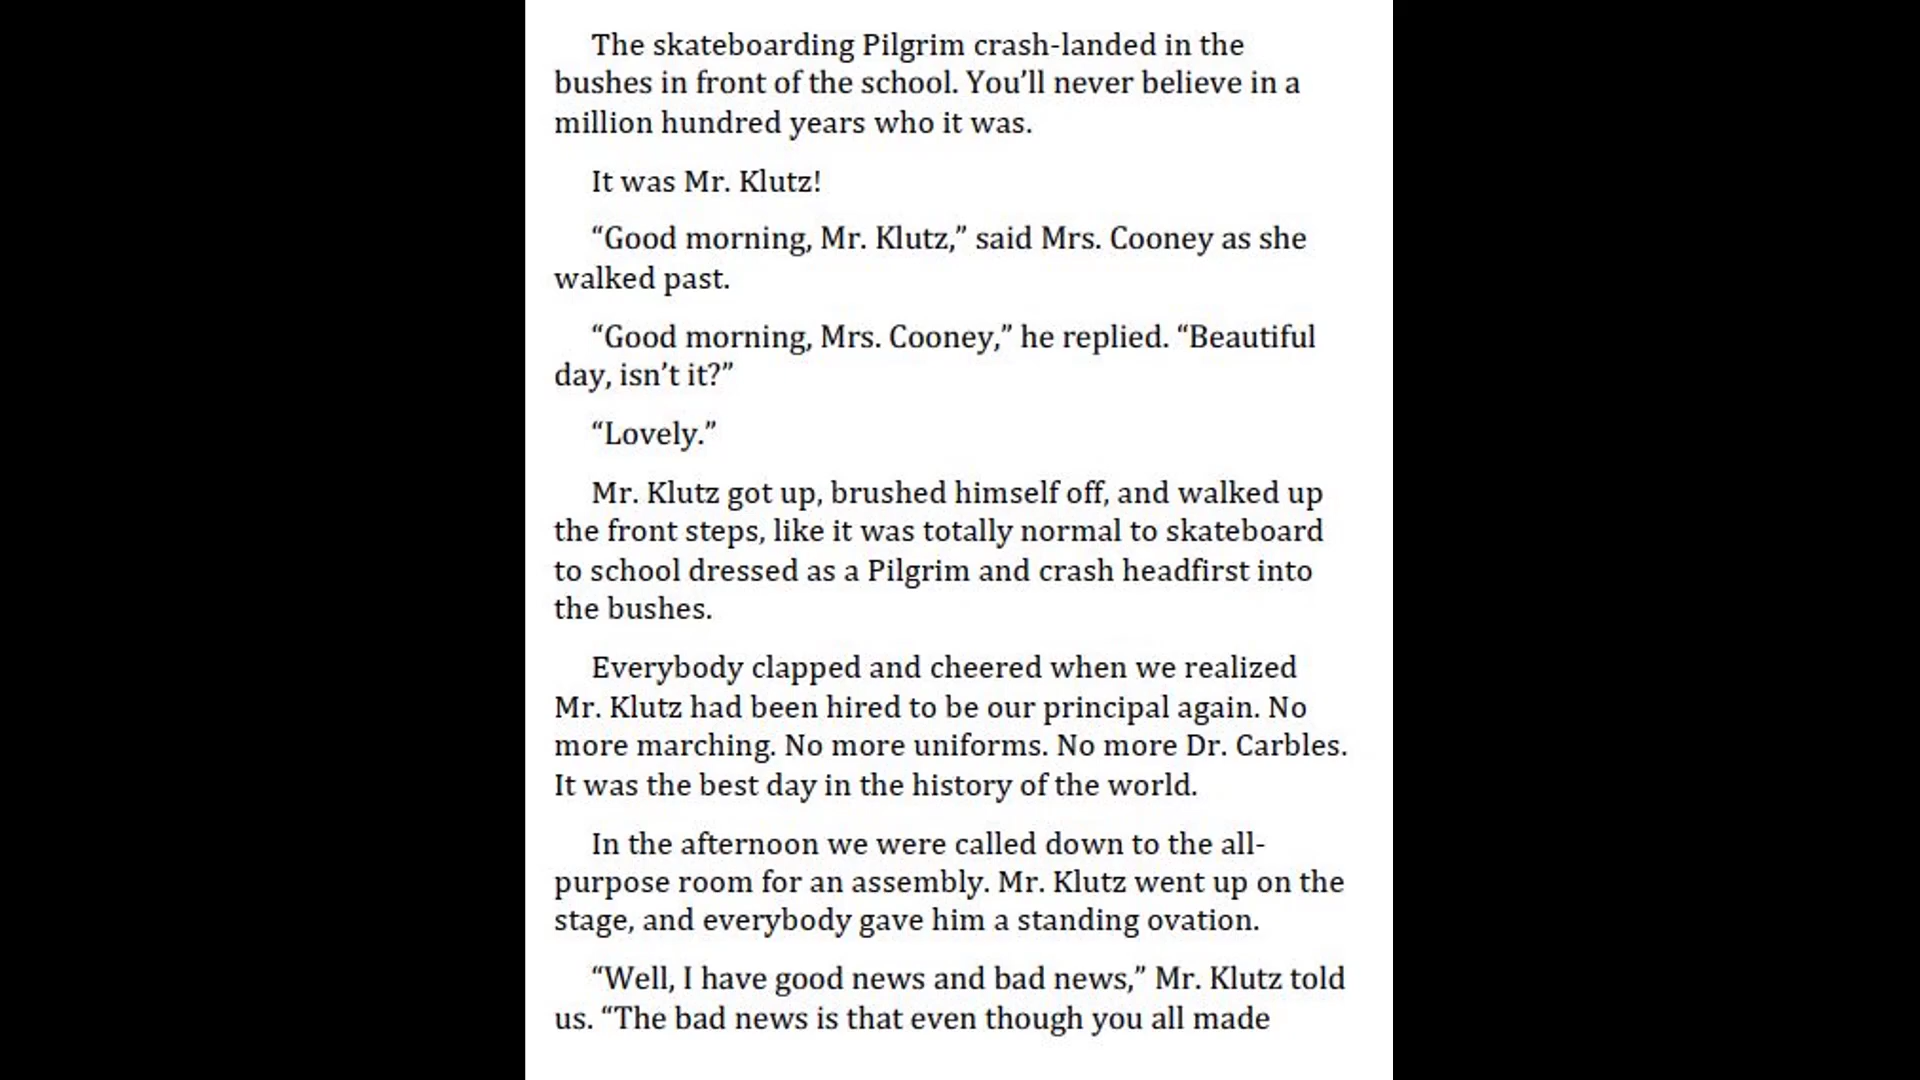 The skateboarding Pilgrim crash-landed in the
bushes in front of the school. You’ll never believe in a
million hundred years who it was.
It was Mr. Klutz!
“Good morning, Mr. Klutz,” said Mrs. Cooney as she
walked past.
“Good morning, Mrs. Cooney,” he replied. “Beautiful
day, isn’t it?”
“Lovely.”
Mr. Klutz got up, brushed himself off, and walked up
the front steps, like it was totally normal to skateboard
to school dressed as a Pilgrim and crash headfirst into
the bushes.
Everybody clapped and cheered when we realized
Mr. Klutz had been hired to be our principal again. No
more marching. No more uniforms. No more Dr. Carbles.
It was the best day in the history of the world.
In the afternoon we were called down to the all-
purpose room for an assembly. Mr. Klutz went up on the
stage, and everybody gave him a standing ovation.
“Well, I have good news and bad news,” Mr. Klutz told
us. “The bad news is that even though you all made